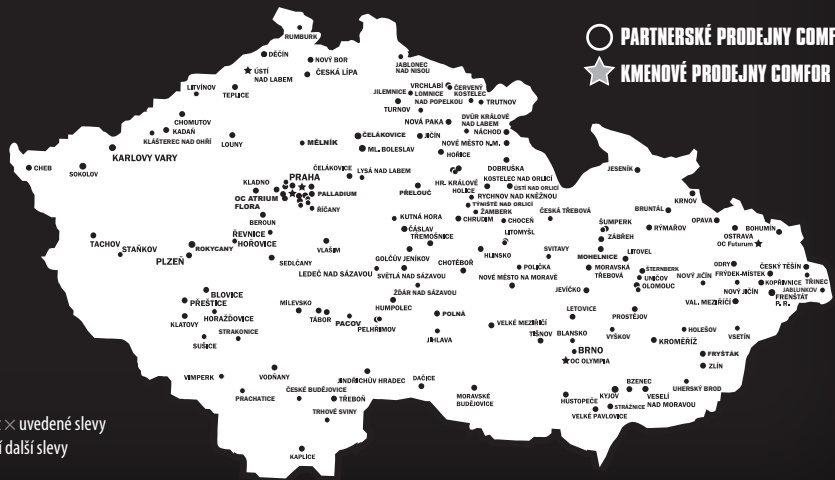 PARTNERSKÉ PRODEJNY COMF
KMENOVÉ PRODEJNY COMFOR
RUMBURK
DĚČÍN
NOVÝ BOR
ÚSTÍ
NAD LABEM
ČESKÁ LÍPA
JABLONEC
NAD NISOU
LITVÍNOV
TEPLICE
VRCHLABÍ
ČERVENÝ
KOSTELEC
JILEMNICE
LOMNICE
NAD POPELKOU
TRUTNOV
TURNOV
CHOMUTOV
KADAŇ
KLÁŠTEREC NAD OHŘÍ
LOUNY
MĚLNÍK
NOVÁ PAKA
DVŮR KRÁLOVÉ
NAD LABEM
ČELÁKOVICE
JIČÍN
NÁCHOD
ML. BOLESLAV
NOVÉ MĚSTO N.M.
HOŘICE
KARLOVY VARY
CHEB
SOKOLOV
ČELÁKOVICE
LYSÁ NAD LABEM
DOBRUŠKA
JESENÍK
PRAHA
KLADNO
PALLADIUM
PŘELOUČ
HR. KRÁLOVÉ
HOLICE
KOSTELEC NAD ORLICÍ
ÚSTÍ NAD ORLICÍ
RYCHNOV NAD KNĚŽNOU
OC ATRIUM
FLORA
ŘÍČANY
TÝNIŠTĚ NAD ORLICÍ
ŽAMBERK
KRNOV
BRUNTÁL
BEROUN
KUTNÁ HORA
CHRUDIM
CHOCEŇ
ČESKÁ TŘEBOVÁ
ŠUMPERK
RÝMAŘOV
OPAVA
BOHUMÍN
ŘEVNICE
HOŘOVICE
ČÁSLAV
TŘEMOŠNICE
LITOMYŠL
ZÁBŘEH
OSTRAVA
OC Futurum
TACHOV
STAŇKOV
ROKYCANY
VLAŠIM
HLINSKO
SVITAVY
MOHELNICE
LITOVEL
PLZEŇ
SEDLČANY
GOLČŮV JENÍKOV
CHOTĚBOŘ
POLIČKA
MORAVSKÁ
TŘEBOVÁ
ŠTERNBERK
UNIČOV
OLOMOUC
ODRY
NOVÝ JIČÍN
FRÝDEK-MÍSTEK
ČESKÝ TĚŠÍN
LEDEČ NAD SÁZAVOU
SVĚTLÁ NAD SÁZAVOU
NOVÉ MĚSTO NA MORAVĚ
KOPŘIVNICE
TŘINEC
JABLUNKOV
BLOVICE
PŘEŠTICE
ŽĎÁR NAD SÁZAVOU
JEVÍČKO
NOVÝ JIČÍN
FRENŠTÁT
P. R.
MILEVSKO
HUMPOLEC
VAL. MEZIŘÍČÍ
HORAŽĎOVICE
TÁBOR
PACOV
PELHŘIMOV
POLNÁ
LETOVICE
PROSTĚJOV
KLATOVY
STRAKONICE
VELKÉ MEZIŘÍČÍ
TIŠNOV
BLANSKO
VYŠKOV
HOLEŠOV
VSETÍN
SUŠICE
JIHLAVA
KROMĚŘÍŽ
BRNO
OC OLYMPIA
FRYŠTÁK
ZLÍN
VIMPERK
VODŇANY
JINDŘICHŮV HRADEC
DAČICE
PRACHATICE
ČESKÉ BUDĚJOVICE
TŘEBOŇ
MORAVSKÉ
BUDĚJOVICE
BZENEC
UHERSKÝ BROD
HUSTOPEČE
KYJOV
VESELÍ
NAD MORAVOU
STRÁŽNICE
VELKÉ PAVLOVICE
TRHOVÉ SVINY
KAPLICE
× uvedené slevy
í další slevy